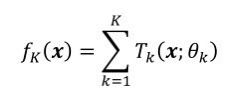 f_K(𝒙) = ∑_{k=1}^{K} T_k(𝒙; θ_k)